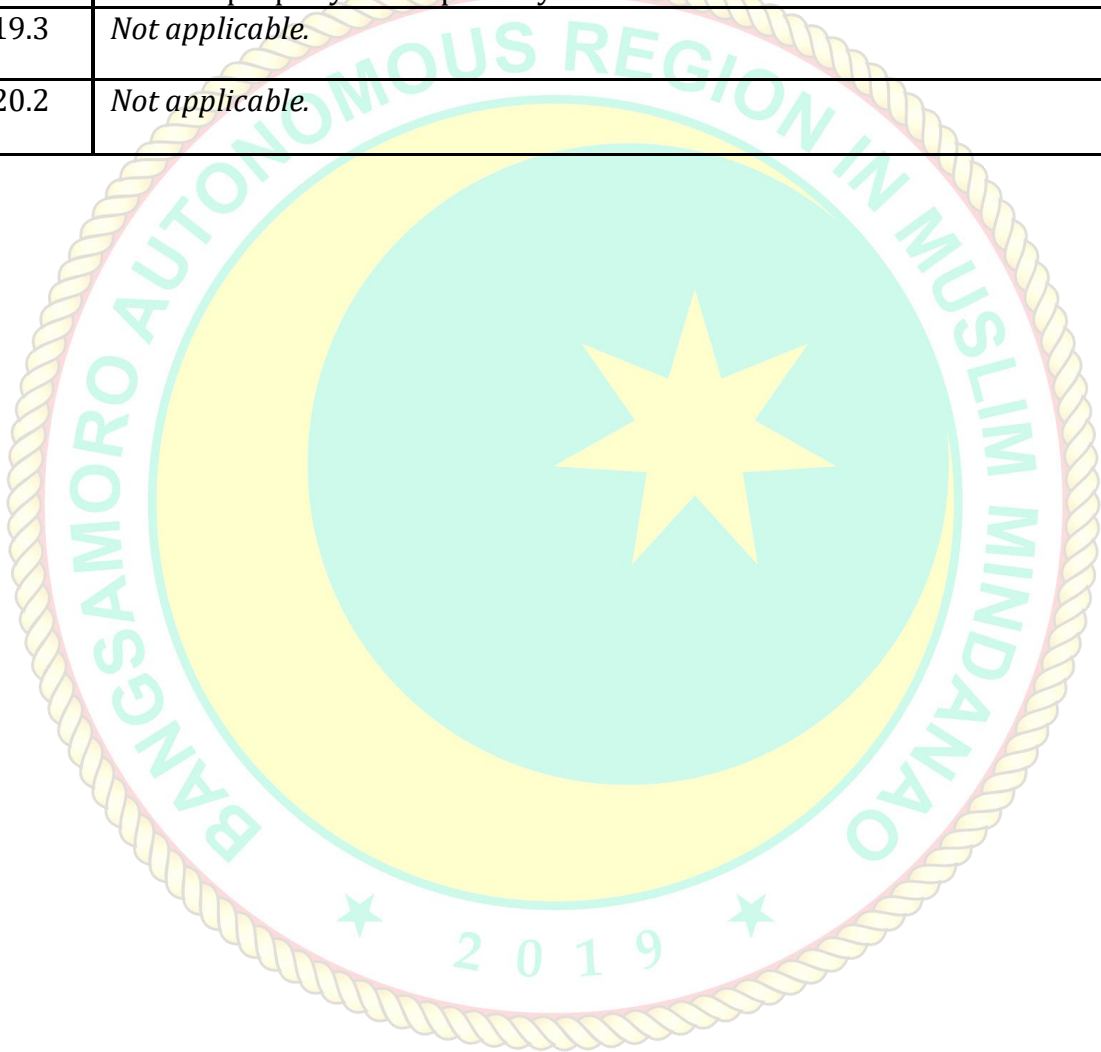 19.3 Not applicable.
20.2 Not applicable.
BANGSAMORO AUTONOMOUS REGION IN MUSLIM MINDANAO
2019